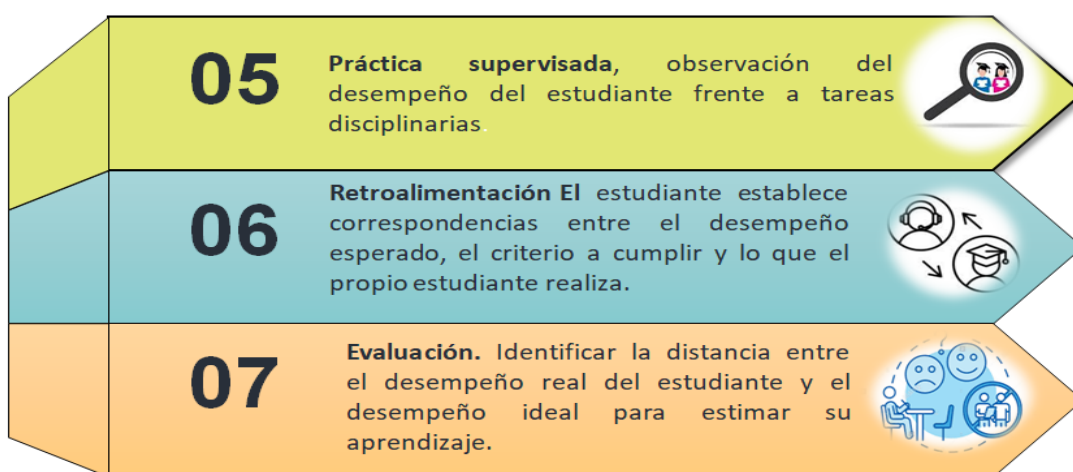 05
Práctica supervisada, observación del
desempeño del estudiante frente a tareas
disciplinarias.
06
Retroalimentación El estudiante establece
correspondencias entre el desempeño
esperado, el criterio a cumplir y lo que el
propio estudiante realiza.
07
Evaluación. Identificar la distancia entre
el desempeño real del estudiante y el
desempeño ideal para estimar su
aprendizaje.